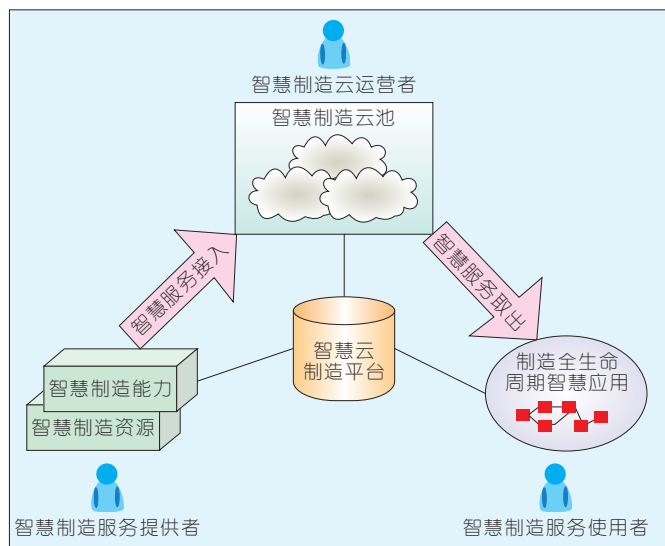 智慧制造云运营者
智慧制造云池
智慧服务接入
智慧服务取出
智慧云
制造平台
制造全生命
周期智慧应用
智慧制造能力
智慧制造资源
智慧制造服务提供者
智慧制造服务使用者